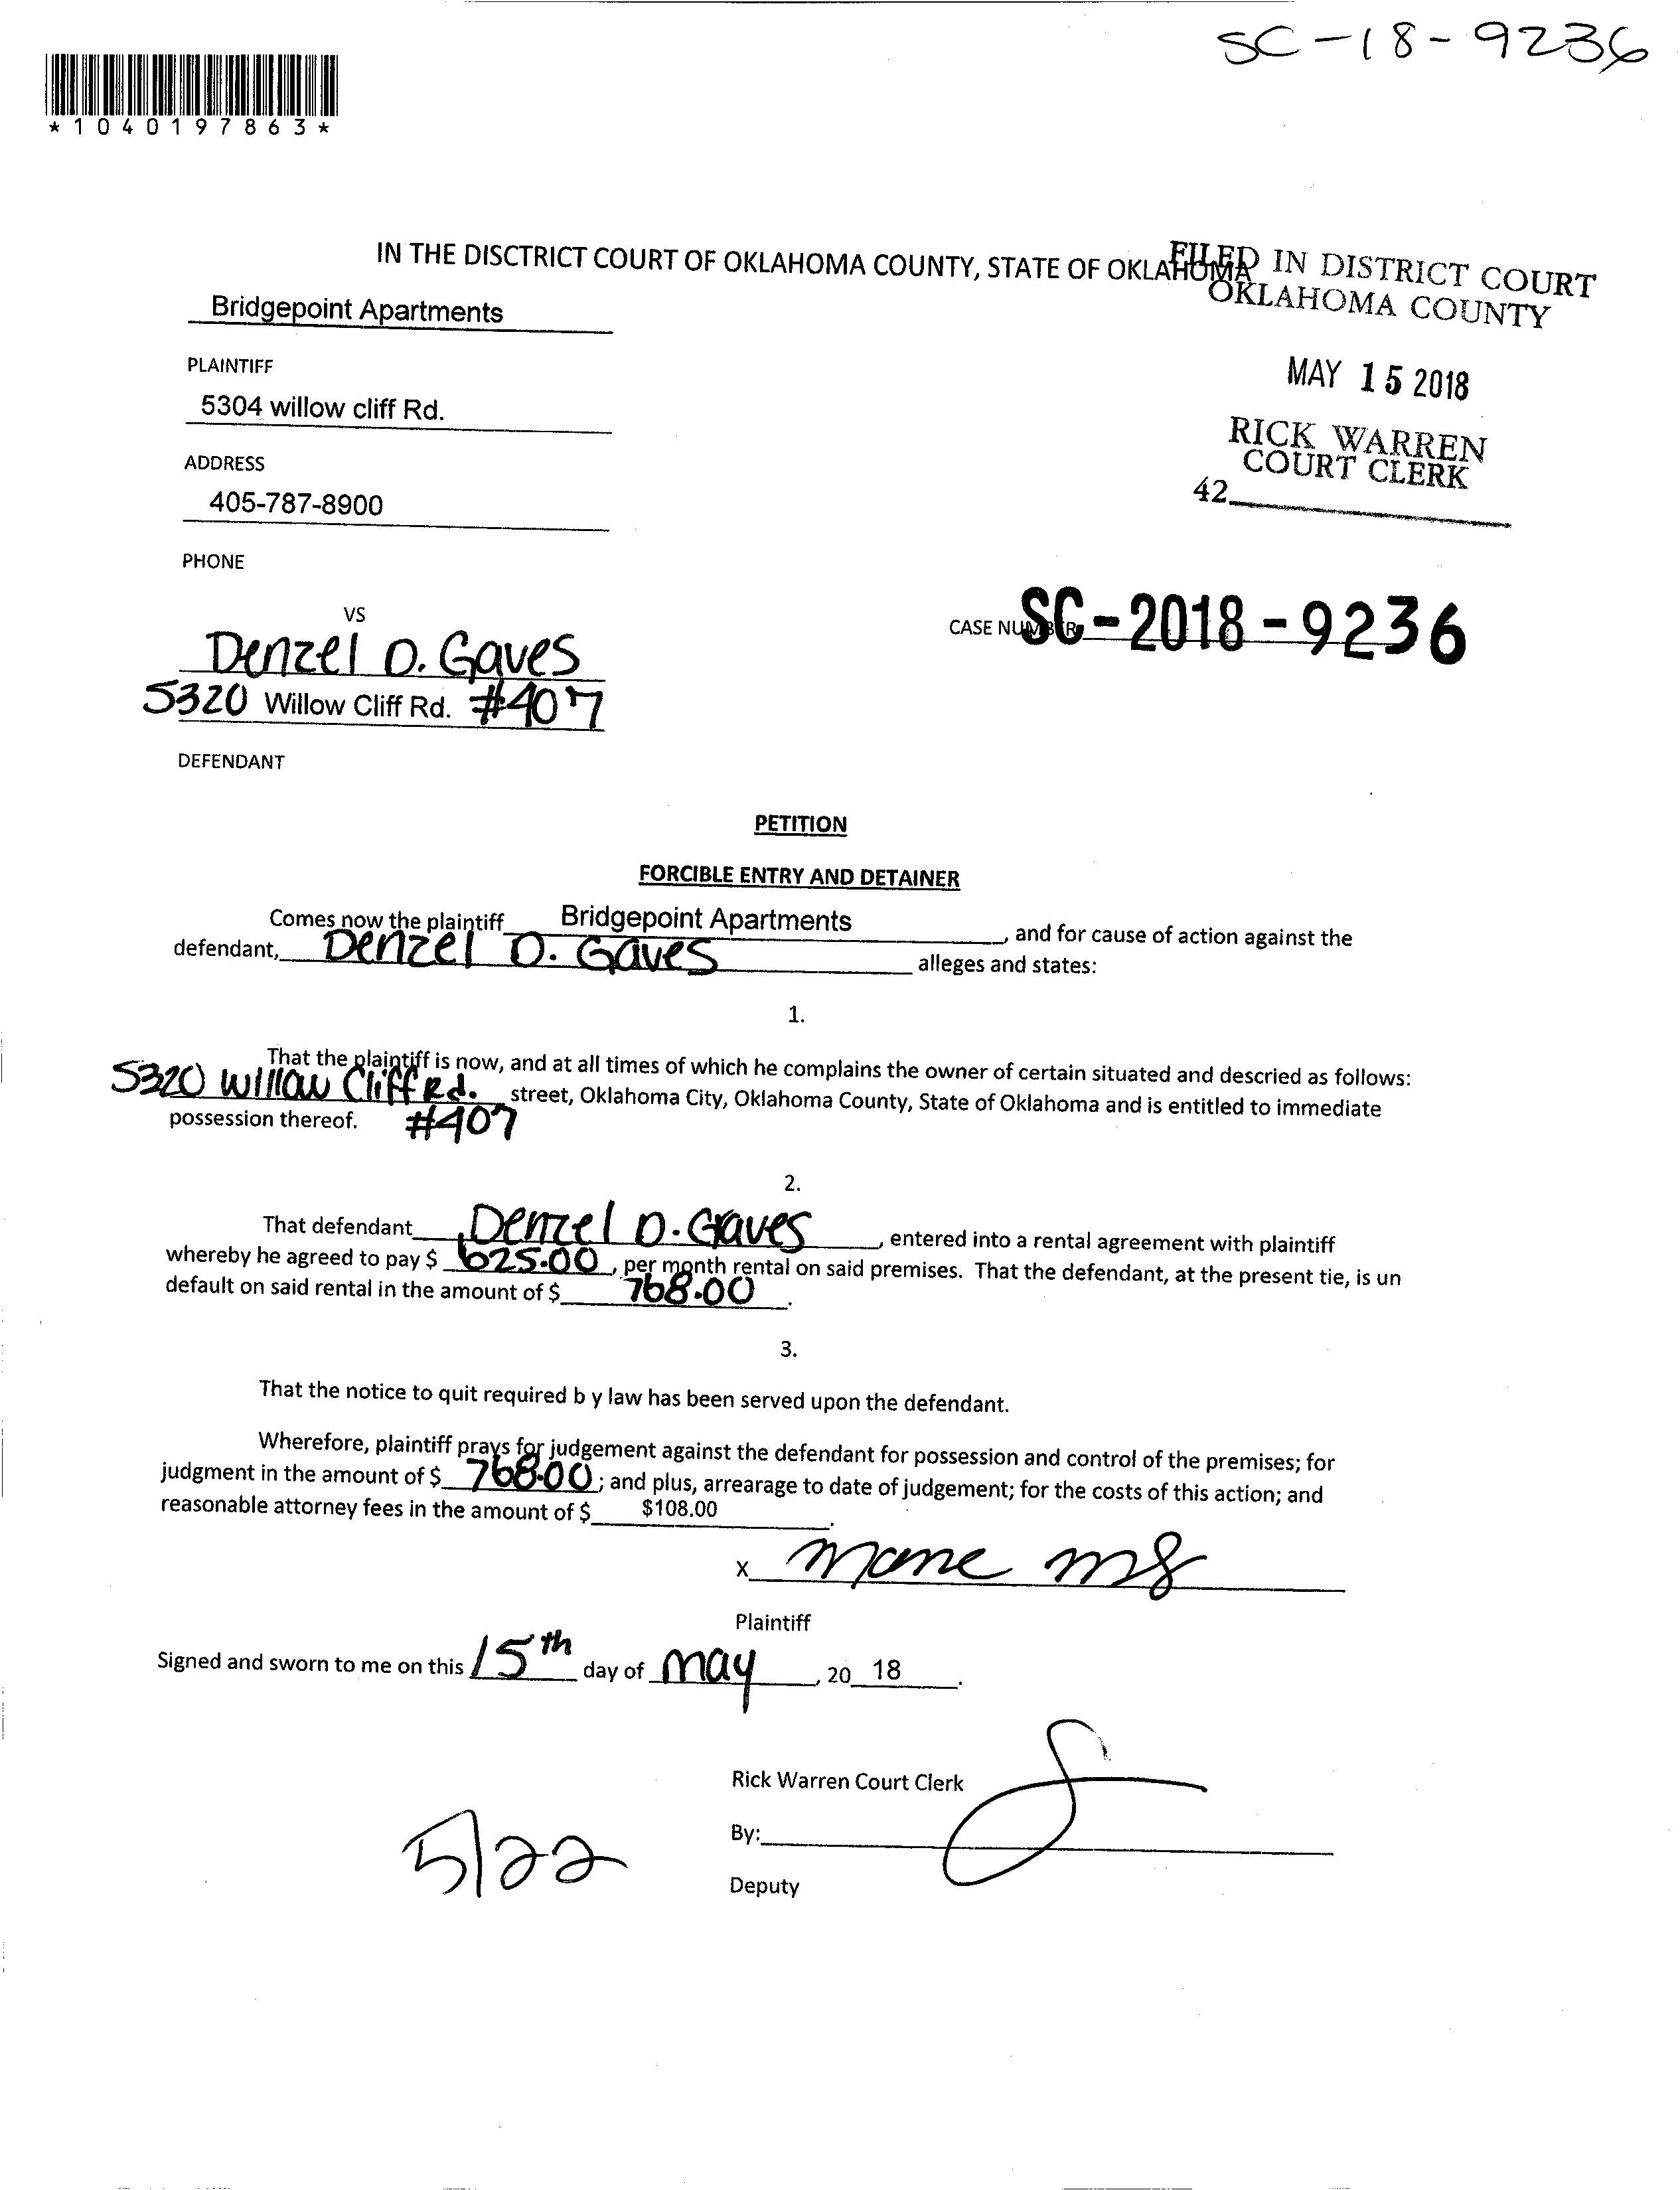 SC-18-9236
*1040197863*
IN THE DISCTRICT COURT OF OKLAHOMA COUNTY, STATE OF OKLAHOMA
FILED IN DISTRICT COURT
OKLAHOMA COUNTY
Bridgepoint Apartments
PLAINTIFF
MAY 15 2018
5304 willow cliff Rd.
RICK WARREN
COURT CLERK
ADDRESS
42
405-787-8900
PHONE
VS
CASE NUMBER SC-2018-9236
Denzel D. Gaves
5320 Willow Cliff Rd. #407
DEFENDANT
PETITION
FORCIBLE ENTRY AND DETAINER
Comes now the plaintiff Bridgepoint Apartments, and for cause of action against the
defendant, Denzel D. Gaves alleges and states:
1.
That the plaintiff is now, and at all times of which he complains the owner of certain situated and descried as follows:
5320 Willow Cliff Rd. street, Oklahoma City, Oklahoma County, State of Oklahoma and is entitled to immediate
possession thereof. #407
2.
That defendant Denzel D. Graves, entered into a rental agreement with plaintiff
whereby he agreed to pay $ 625.00, per month rental on said premises. That the defendant, at the present tie, is un
default on said rental in the amount of $ 768.00.
3.
That the notice to quit required b y law has been served upon the defendant.
Wherefore, plaintiff prays for judgement against the defendant for possession and control of the premises; for
judgment in the amount of $ 768.00; and plus, arrearage to date of judgement; for the costs of this action; and
reasonable attorney fees in the amount of $ $108.00.
X
Plaintiff
Signed and sworn to me on this 15th day of may, 20 18.
Rick Warren Court Clerk
By:
5/22
Deputy